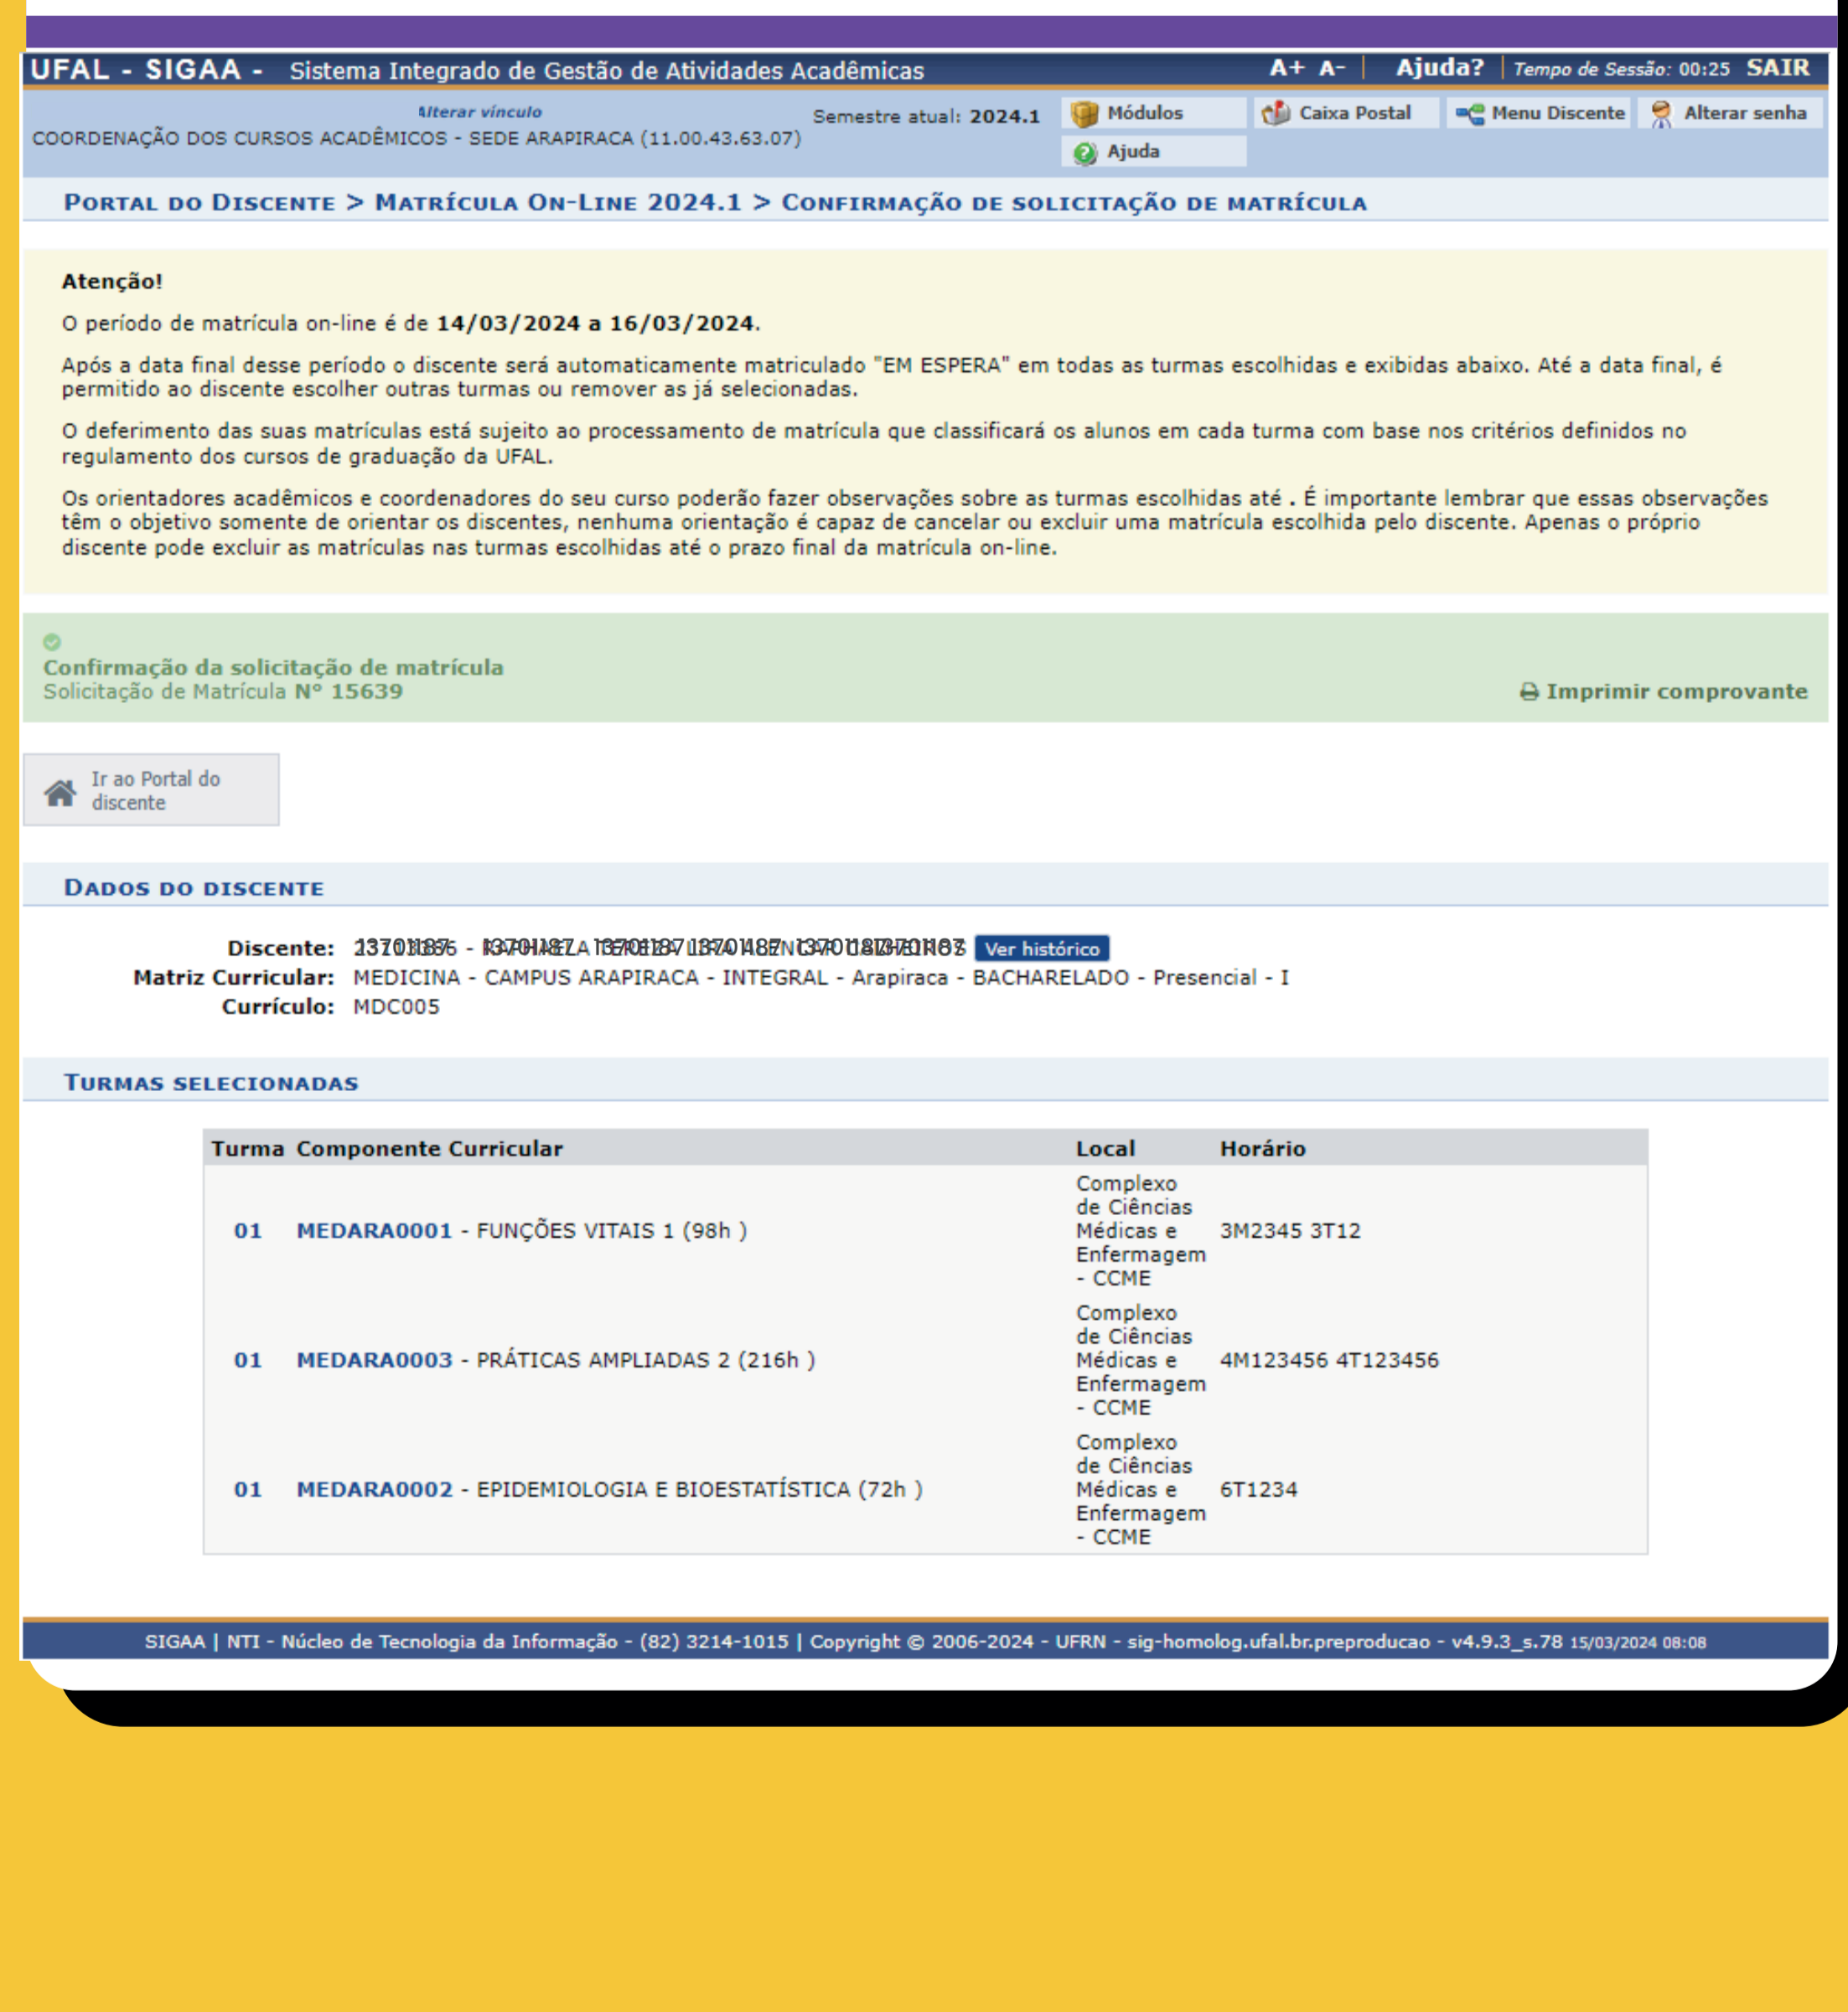 UFAL - SIGAA - Sistema Integrado de Gestão de Atividades Acadêmicas A+ A- | Ajuda? | Tempo de Sessão: 00:25 SAIR
Alterar vínculo
COORDENAÇÃO DOS CURSOS ACADÊMICOS - SEDE ARAPIRACA (11.00.43.63.07)
Semestre atual: 2024.1
Módulos Caixa Postal Menu Discente Alterar senha
Ajuda
PORTAL DO DISCENTE > MATRÍCULA ON-LINE 2024.1 > CONFIRMAÇÃO DE SOLICITAÇÃO DE MATRÍCULA
Atenção!
O período de matrícula on-line é de 14/03/2024 a 16/03/2024.
Após a data final desse período o discente será automaticamente matriculado "EM ESPERA" em todas as turmas escolhidas e exibidas abaixo. Até a data final, é
permitido ao discente escolher outras turmas ou remover as já selecionadas.
O deferimento das suas matrículas está sujeito ao processamento de matrícula que classificará os alunos em cada turma com base nos critérios definidos no
regulamento dos cursos de graduação da UFAL.
Os orientadores acadêmicos e coordenadores do seu curso poderão fazer observações sobre as turmas escolhidas até . É importante lembrar que essas observações
têm o objetivo somente de orientar os discentes, nenhuma orientação é capaz de cancelar ou excluir uma matrícula escolhida pelo discente. Apenas o próprio
discente pode excluir as matrículas nas turmas escolhidas até o prazo final da matrícula on-line.
Confirmação da solicitação de matrícula
Solicitação de Matrícula Nº 15639
Imprimir comprovante
Ir ao Portal do
discente
DADOS DO DISCENTE
Discente: Ver histórico
Matriz Curricular: MEDICINA - CAMPUS ARAPIRACA - INTEGRAL - Arapiraca - BACHARELADO - Presencial - I
Currículo: MDC005
TURMAS SELECIONADAS
Turma Componente Curricular Local Horário
01 MEDARA0001 - FUNÇÕES VITAIS 1 (98h )
Complexo
de Ciências
Médicas e
Enfermagem
- CCME
3M2345 3T12
01 MEDARA0003 - PRÁTICAS AMPLIADAS 2 (216h )
Complexo
de Ciências
Médicas e
Enfermagem
- CCME
4M123456 4T123456
01 MEDARA0002 - EPIDEMIOLOGIA E BIOESTATÍSTICA (72h )
Complexo
de Ciências
Médicas e
Enfermagem
- CCME
6T1234
SIGAA | NTI - Núcleo de Tecnologia da Informação - (82) 3214-1015 | Copyright © 2006-2024 - UFRN - sig-homolog.ufal.br.preproducao - v4.9.3_s.78 15/03/2024 08:08